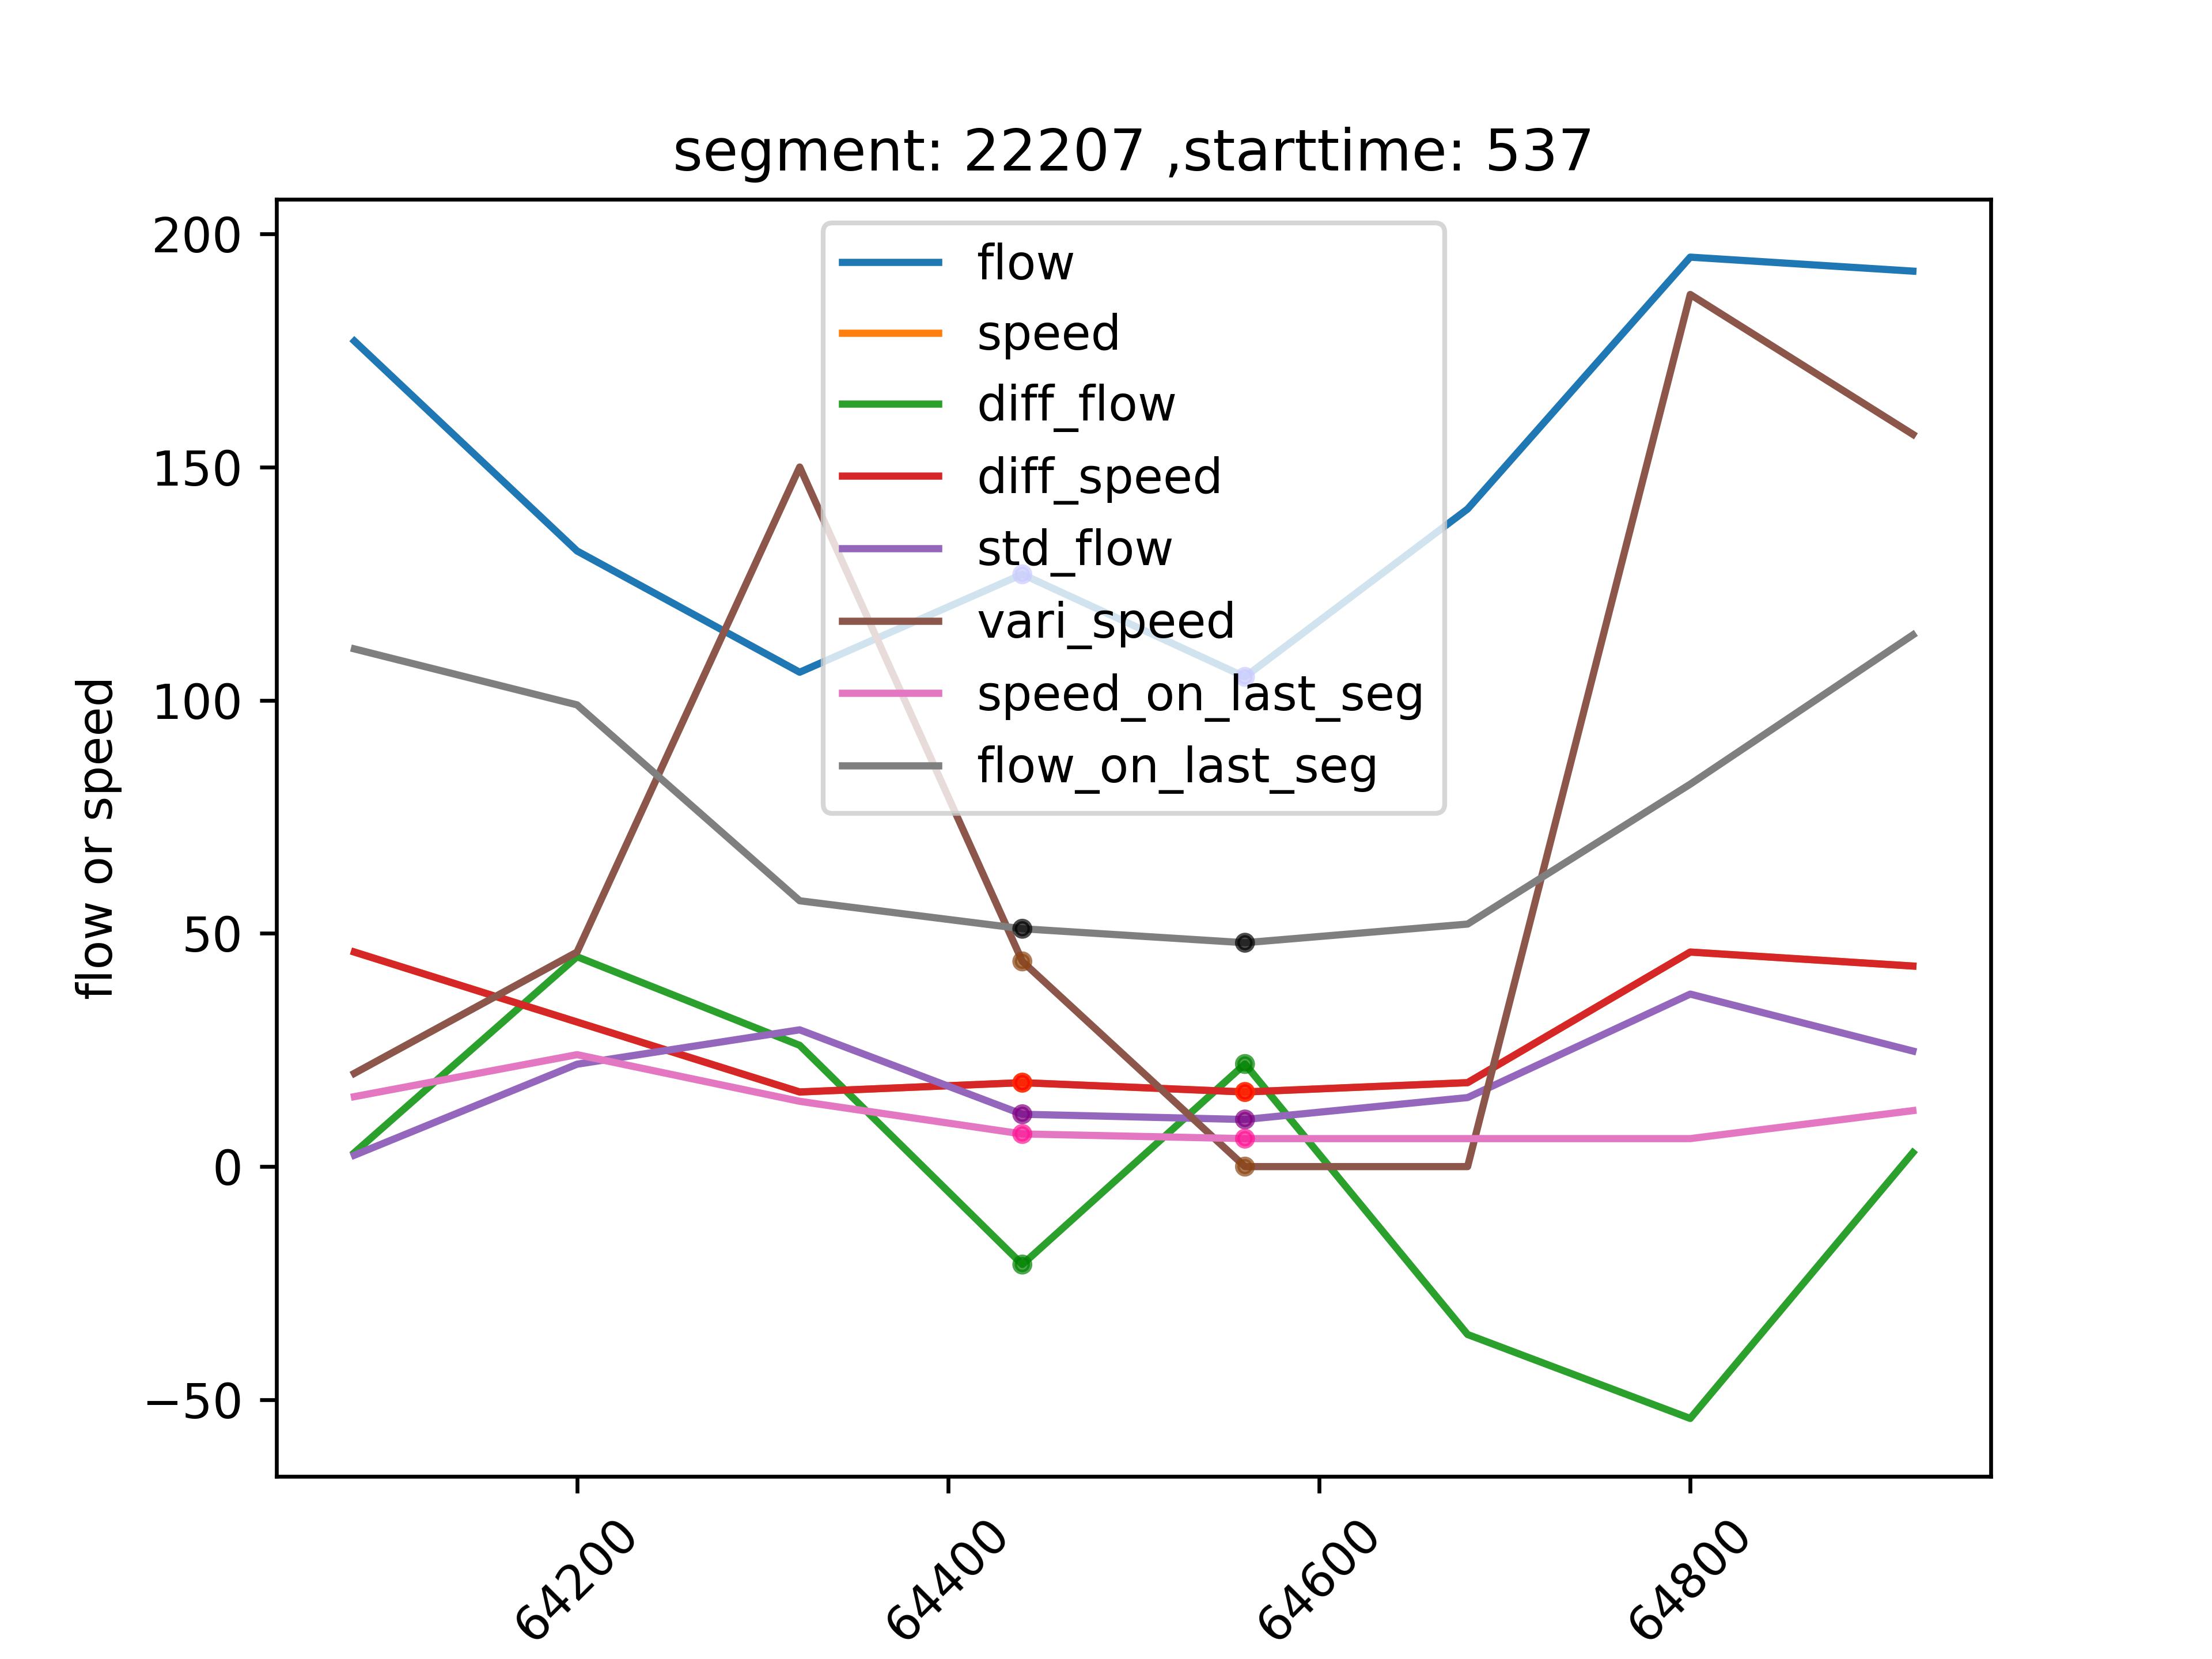 segment: 22207 ,starttime: 537
flow or speed
200
150
100
50
0
−50
flow
speed
diff_flow
diff_speed
std_flow
vari_speed
speed_on_last_seg
flow_on_last_seg
64200
64400
64600
64800